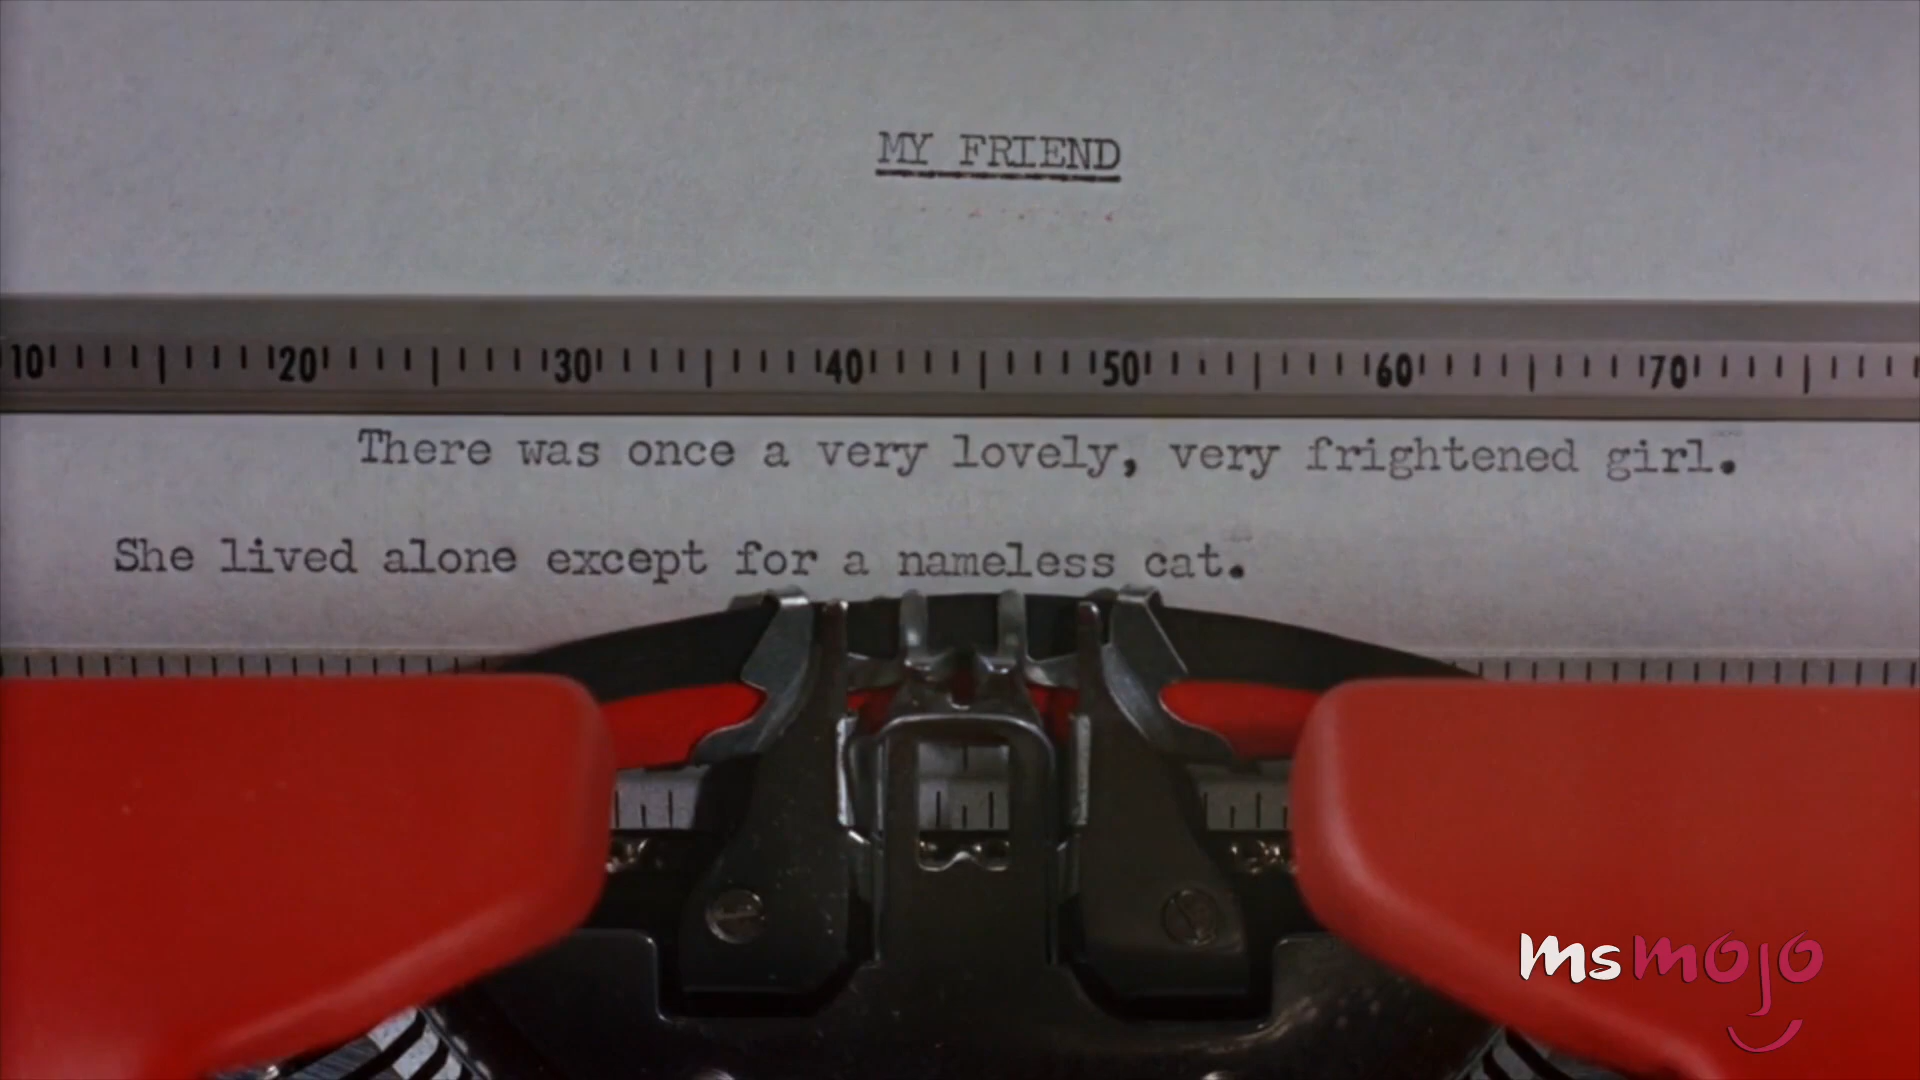 MY FRIEND
10 20 30 40 50 60 70
There was once a very lovely, very frightened girl.
She lived alone except for a nameless cat.
msmojo